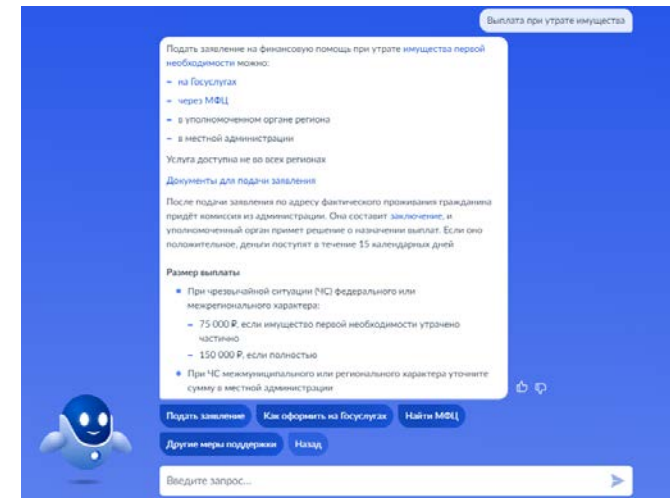 Выплата при утрате имущества
Подать заявление на финансовую помощь при утрате имущества первой
необходимости можно:
– на Госуслугах
– через МФЦ
– в уполномоченном органе региона
– в местной администрации
Услуга доступна не во всех регионах
Документы для подачи заявления
После подачи заявления по адресу фактического проживания гражданина
придёт комиссия из администрации. Она составит заключение, и
уполномоченный орган примет решение о назначении выплат. Если оно
положительное, деньги поступят в течение 15 календарных дней
Размер выплаты
• При чрезвычайной ситуации (ЧС) федерального или
межрегионального характера:
– 75 000 ₽, если имущество первой необходимости утрачено
частично
– 150 000 ₽, если полностью
• При ЧС межмуниципального или регионального характера уточните
сумму в местной администрации
Подать заявление Как оформить на Госуслугах Найти МФЦ
Другие меры поддержки Назад
Введите запрос...